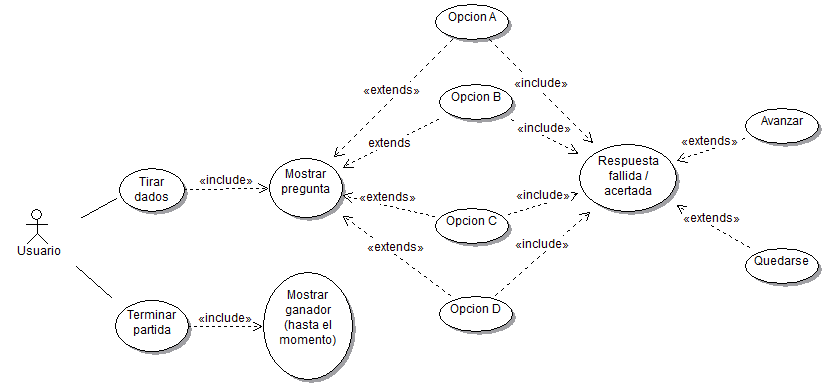 Opcion A
«extends»
«include»
Opcion B
extends
«include»
Avanzar
«extends»
Respuesta
fallida /
acertada
Tirar
dados
«include»
Mostrar
pregunta
«extends»
«include»
Opcion C
Usuario
«extends»
«include»
«extends»
Quedarse
Opcion D
Terminar
partida
«include»
Mostrar
ganador
(hasta el
momento)